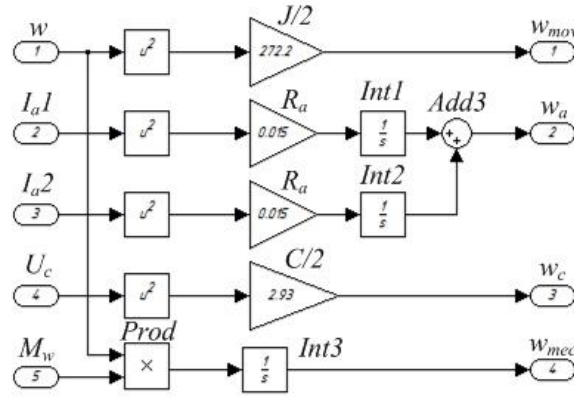 w J/2 w_mov
1 u² 272.2 1
I_a1 R_a Int1 Add3 w_a
2 u² 0.015 1/s + + 2
I_a2 R_a Int2
3 u² 0.015 1/s
U_c C/2 w_c
4 u² 2.93 3
M_w Prod Int3 w_mec
5 × 1/s 4